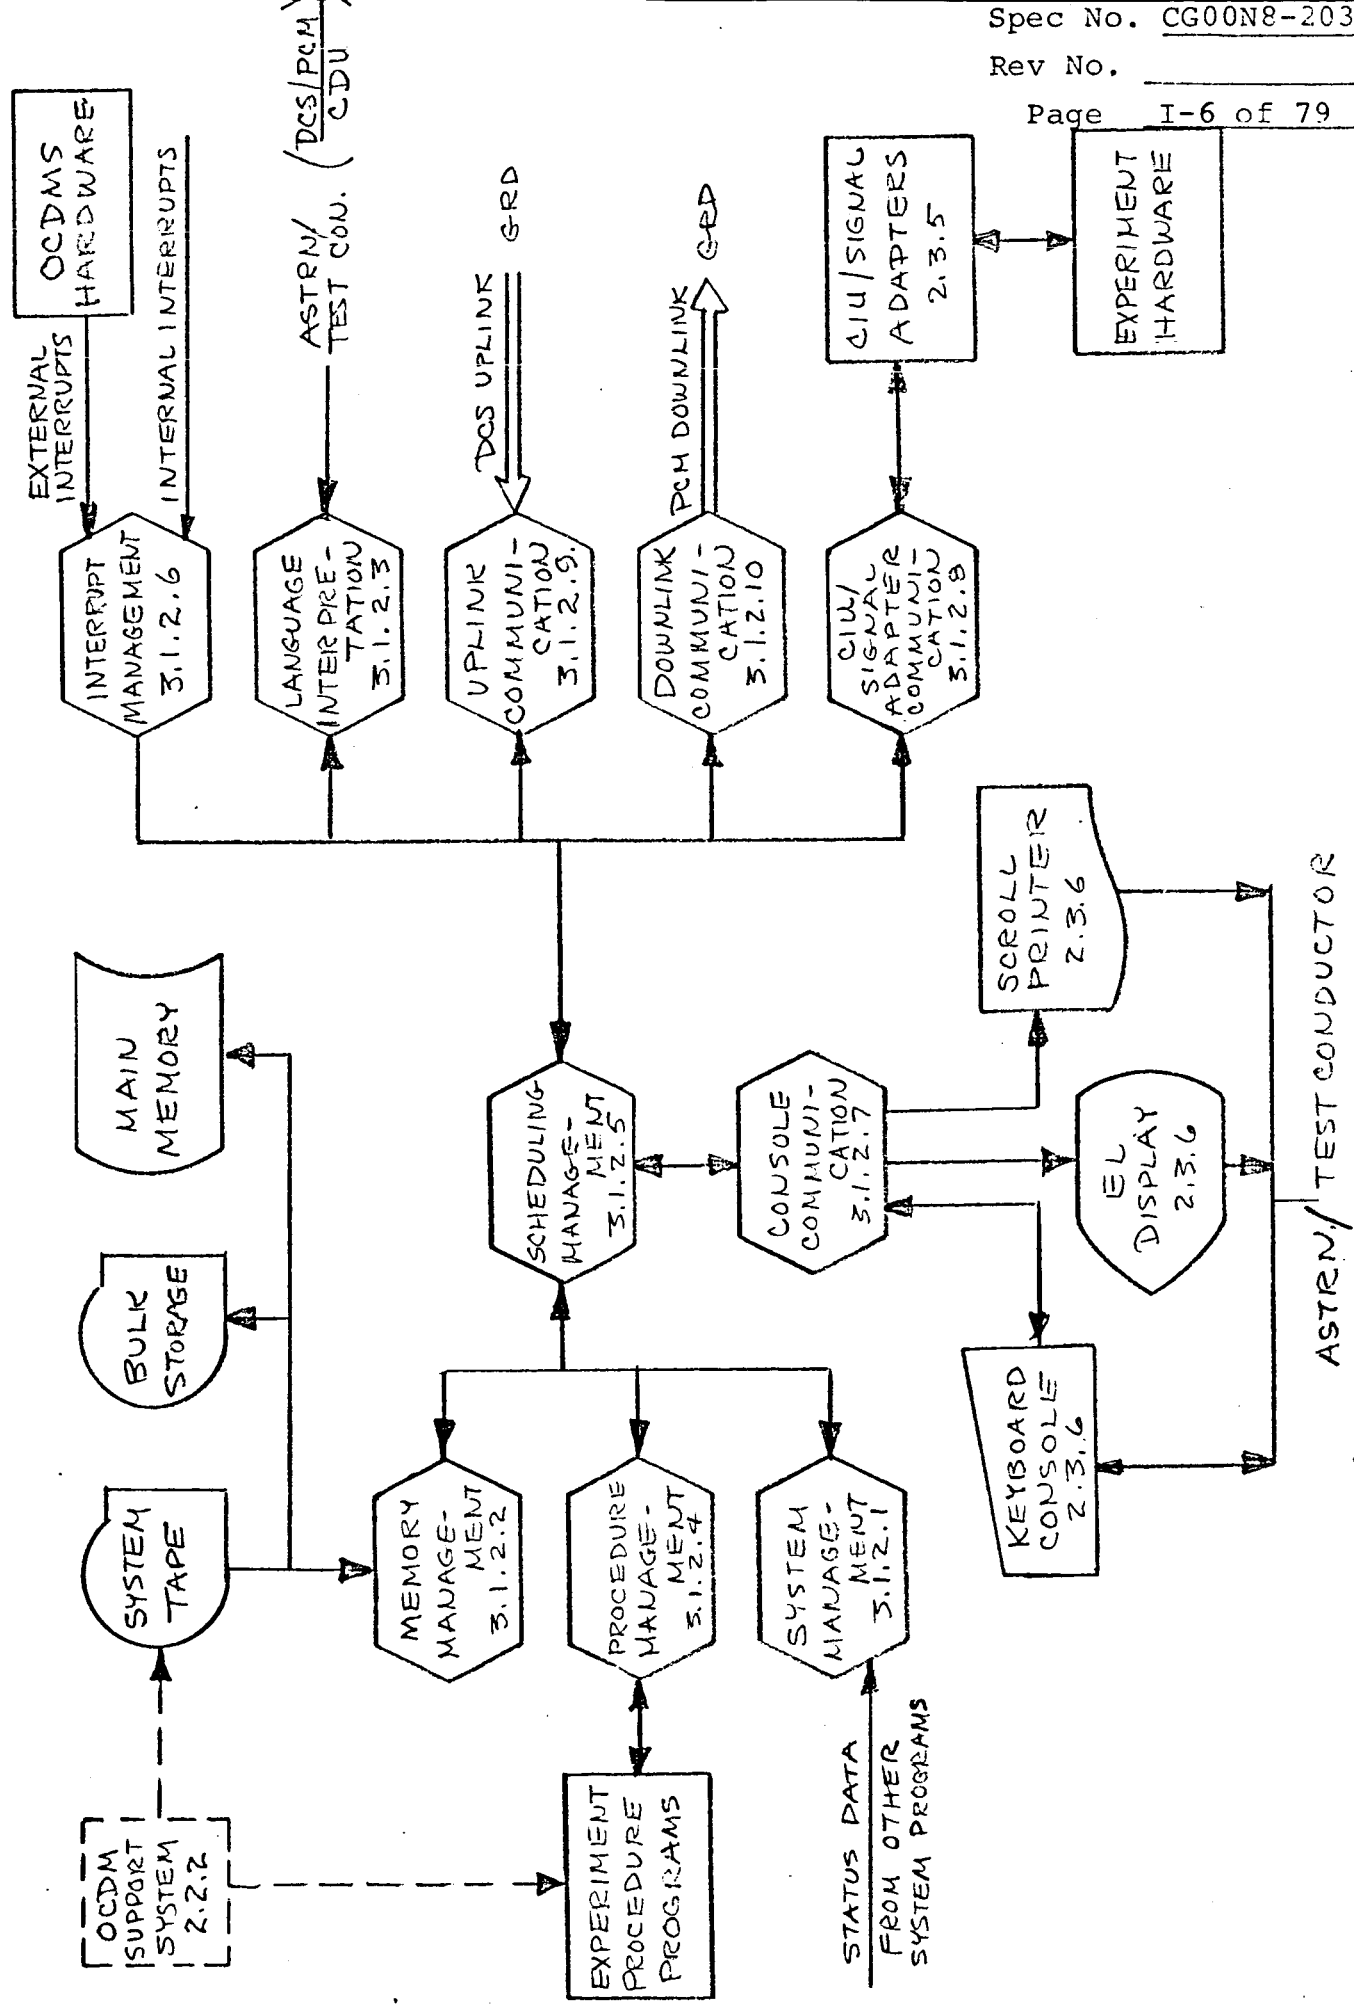 Spec No. CG00N8-203
Rev No.
Page I-6 of 79
OCDMS
HARDWARE
EXTERNAL
INTERRUPTS
INTERNAL INTERRUPTS
INTERRUPT
MANAGEMENT
3.1.2.6
ASTRN/
TEST CON.
(DCS/PCM)
CDU
LANGUAGE
INTERPRE-
TATION
3.1.2.3
DCS UPLINK
GRD
UPLINK
COMMUNI-
CATION
3.1.2.9.
PCM DOWNLINK
GRD
DOWNLINK
COMMUNI-
CATION
3.1.2.10
CIU/
SIGNAL
ADAPTER
COMMUNI-
CATION
3.1.2.8
CIU/SIGNAL
ADAPTERS
2.3.5
EXPERIMENT
HARDWARE
MAIN
MEMORY
BULK
STORAGE
SYSTEM
TAPE
OCDM
SUPPORT
SYSTEM
2.2.2
SCHEDULING
MANAGE-
MENT
3.1.2.5
CONSOLE
COMMUNI-
CATION
3.1.2.7
SCROLL
PRINTER
2.3.6
EL
DISPLAY
2.3.6
KEYBOARD
CONSOLE
2.3.6
ASTRN./TEST CONDUCTOR
MEMORY
MANAGE-
MENT
3.1.2.2
PROCEDURE
MANAGE-
MENT
3.1.2.4
SYSTEM
MANAGE-
MENT
3.1.2.1
EXPERIMENT
PROCEDURE
PROGRAMS
STATUS DATA
FROM OTHER
SYSTEM PROGRAMS